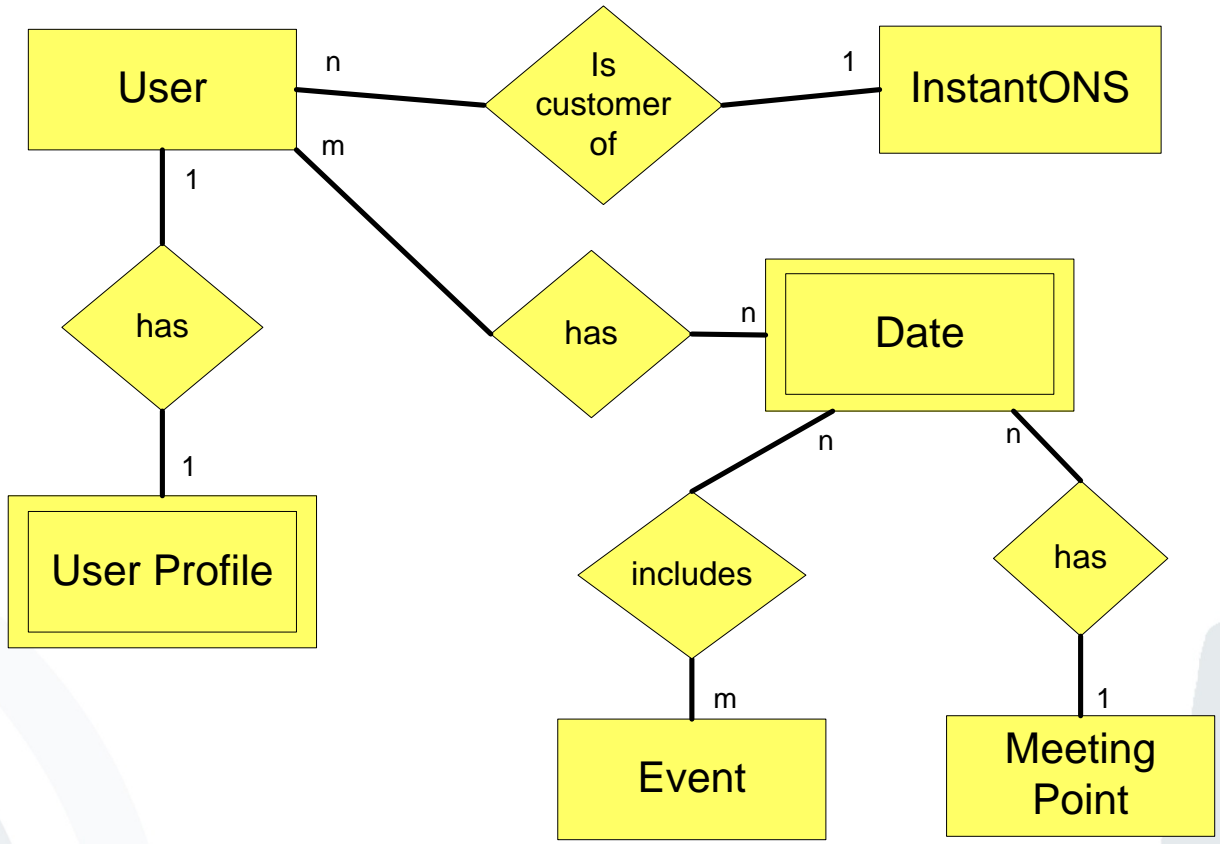 User
n
Is
customer
of
1
InstantONS
m
1
has
n
Date
has
n
n
1
User Profile
includes
has
m
1
Event
Meeting
Point